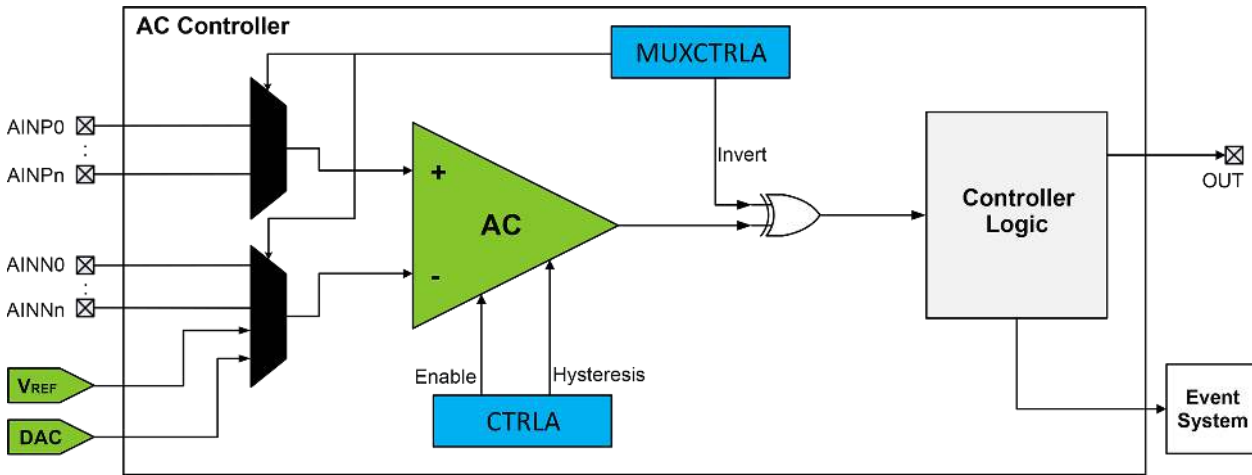 AC Controller
MUXCTRLA
AINP0
:
AINPn
Invert
+
AC
-
Controller
Logic
OUT
AINN0
:
AINNn
VREF
DAC
Enable
Hysteresis
CTRLA
Event
System